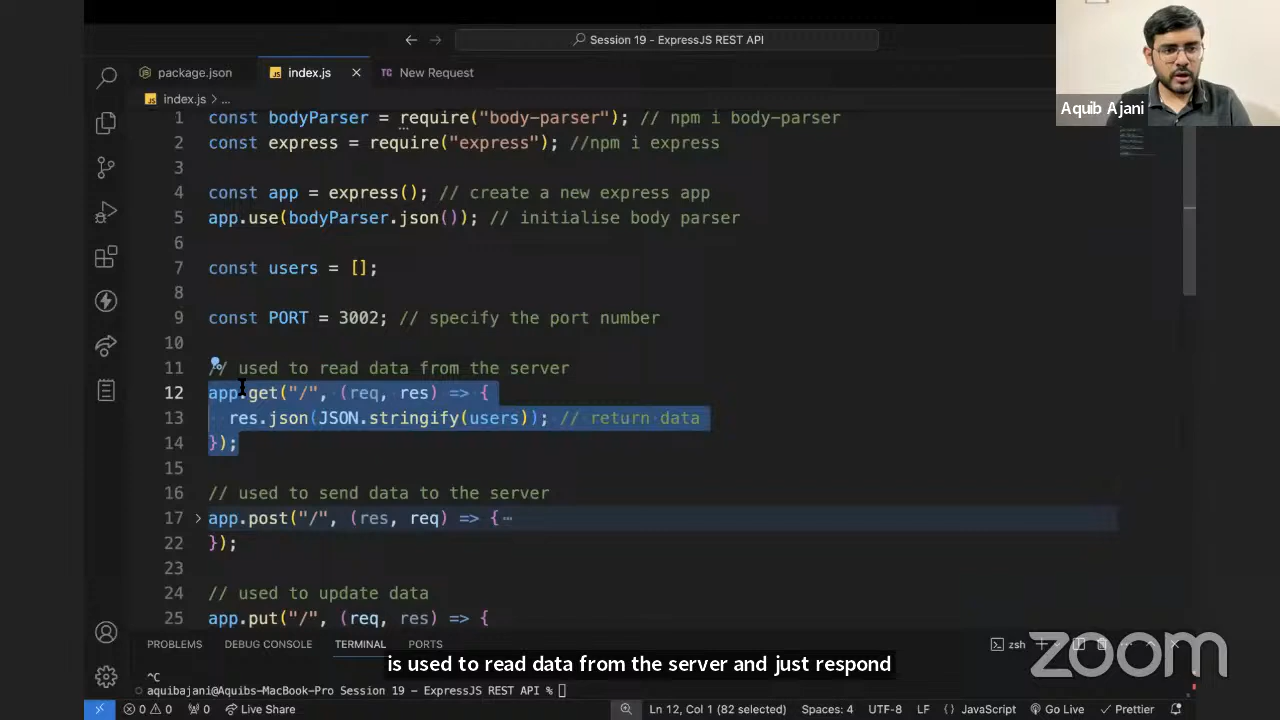 Session 19 - ExpressJS REST API
Aquib Ajani
package.json
JS index.js
TC New Request
JS index.js > ...
1 const bodyParser = require("body-parser"); // npm i body-parser
2 const express = require("express"); //npm i express
3
4 const app = express(); // create a new express app
5 app.use(bodyParser.json()); // initialise body parser
6
7 const users = [];
8
9 const PORT = 3002; // specify the port number
10
11 // used to read data from the server
12 app.get("/", (req, res) => {
13 res.json(JSON.stringify(users)); // return data
14 });
15
16 // used to send data to the server
17 app.post("/", (res, req) => {
22 });
23
24 // used to update data
25 app.put("/", (req, res) => {
PROBLEMS DEBUG CONSOLE TERMINAL PORTS
zsh
zoom
is used to read data from the server and just respond
^C
aquibajani@Aquibs-MacBook-Pro Session 19 - ExpressJS REST API %
0 0 0 Live Share Ln 12, Col 1 (82 selected) Spaces: 4 UTF-8 LF {} JavaScript Go Live Prettier